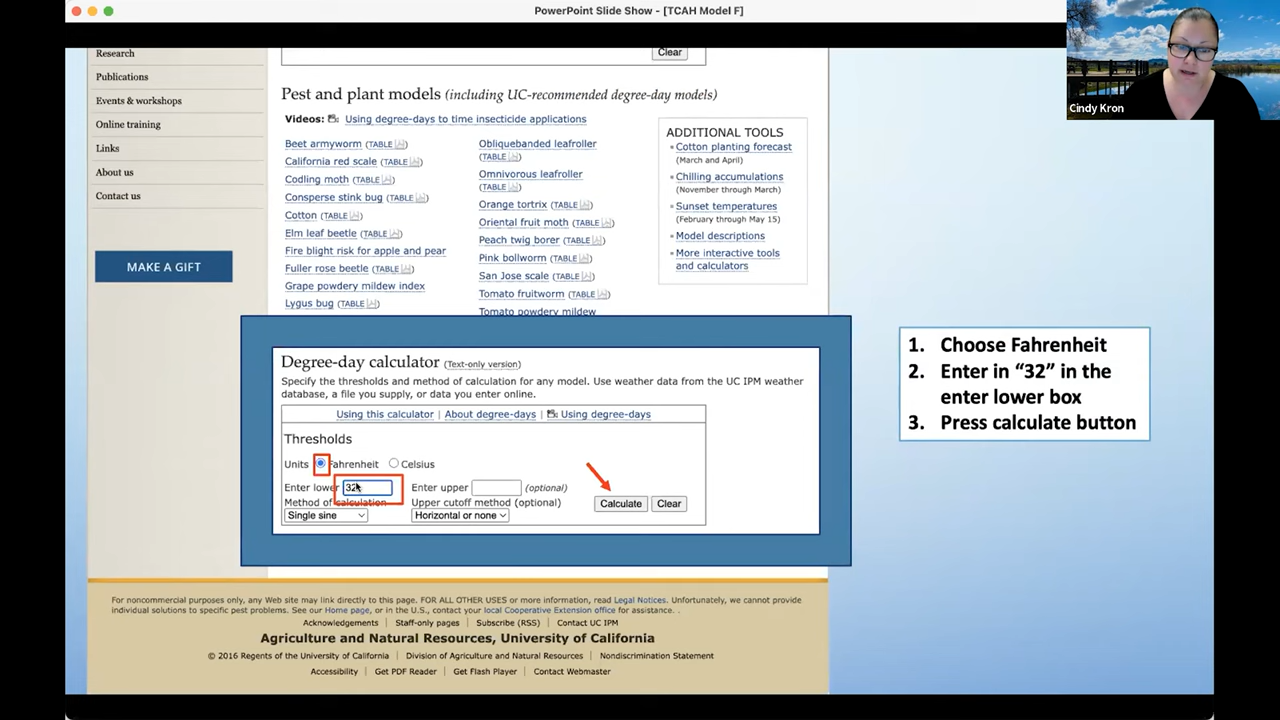 PowerPoint Slide Show - [TCAH Model F]
Cindy Kron
Research
Publications
Events & workshops
Online training
Links
About us
Contact us
MAKE A GIFT
Clear
Pest and plant models (including UC-recommended degree-day models)
Videos: Using degree-days to time insecticide applications
Beet armyworm (TABLE)
California red scale (TABLE)
Codling moth (TABLE)
Consperse stink bug (TABLE)
Cotton (TABLE)
Elm leaf beetle (TABLE)
Fire blight risk for apple and pear
Fuller rose beetle (TABLE)
Grape powdery mildew index
Lygus bug (TABLE)
Obliquebanded leafroller
(TABLE)
Omnivorous leafroller
(TABLE)
Orange tortrix (TABLE)
Oriental fruit moth (TABLE)
Peach twig borer (TABLE)
Pink bollworm (TABLE)
San Jose scale (TABLE)
Tomato fruitworm (TABLE)
Tomato powdery mildew
ADDITIONAL TOOLS
Cotton planting forecast
(March and April)
Chilling accumulations
(November through March)
Sunset temperatures
(February through May 15)
Model descriptions
More interactive tools
and calculators
Degree-day calculator (Text-only version)
Specify the thresholds and method of calculation for any model. Use weather data from the UC IPM weather
database, a file you supply, or data you enter online.
Using this calculator | About degree-days | Using degree-days
Thresholds
Units Fahrenheit Celsius
Enter lower 32 Enter upper (optional)
Method of calculation Upper cutoff method (optional)
Single sine Horizontal or none
Calculate Clear
1. Choose Fahrenheit
2. Enter in “32” in the
enter lower box
3. Press calculate button
For noncommercial purposes only, any Web site may link directly to this page. FOR ALL OTHER USES or more information, read Legal Notices. Unfortunately, we cannot provide
individual solutions to specific pest problems. See our Home page, or in the U.S., contact your local Cooperative Extension office for assistance. .
Acknowledgements | Staff-only pages | Subscribe (RSS) | Contact UC IPM
Agriculture and Natural Resources, University of California
© 2016 Regents of the University of California | Division of Agriculture and Natural Resources | Nondiscrimination Statement
Accessibility | Get PDF Reader | Get Flash Player | Contact Webmaster